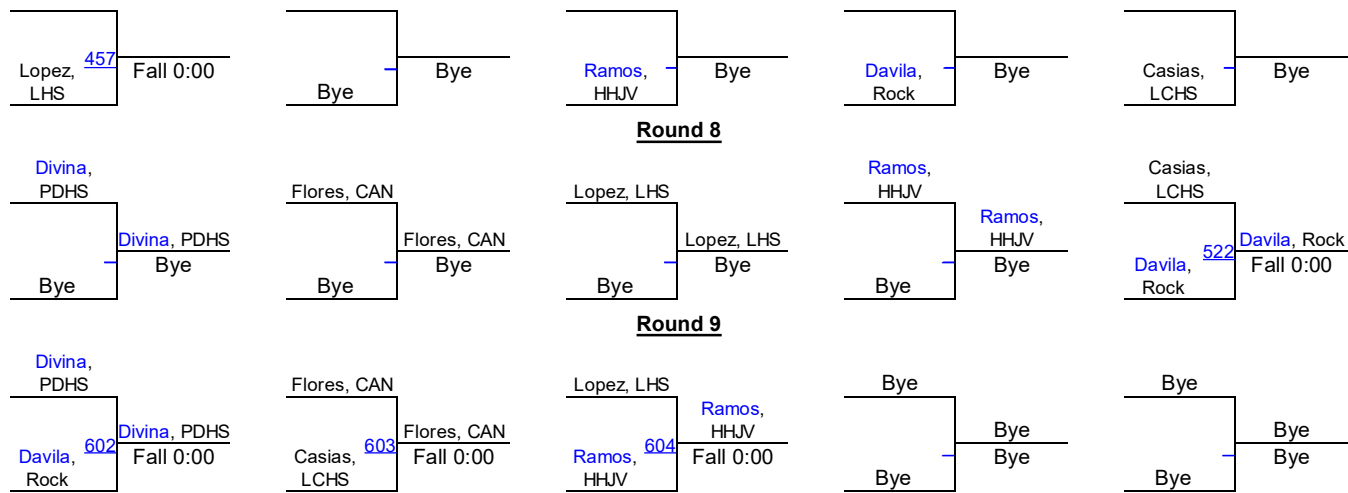 457
Lopez,
LHS
Fall 0:00
Bye
Bye
Ramos,
HHJV
Bye
Davila,
Rock
Bye
Casias,
LCHS
Bye
Round 8
Divina,
PDHS
Divina, PDHS
Bye
Bye
Flores, CAN
Flores, CAN
Bye
Bye
Lopez, LHS
Lopez, LHS
Bye
Bye
Ramos,
HHJV
Ramos,
HHJV
Bye
Bye
Casias,
LCHS
522
Davila, Rock
Fall 0:00
Davila,
Rock
Round 9
Divina,
PDHS
602
Divina, PDHS
Fall 0:00
Davila,
Rock
Flores, CAN
603
Flores, CAN
Fall 0:00
Casias,
LCHS
Lopez, LHS
Ramos,
HHJV
604
Fall 0:00
Ramos,
HHJV
Bye
Bye
Bye
Bye
Bye
Bye
Bye
Bye